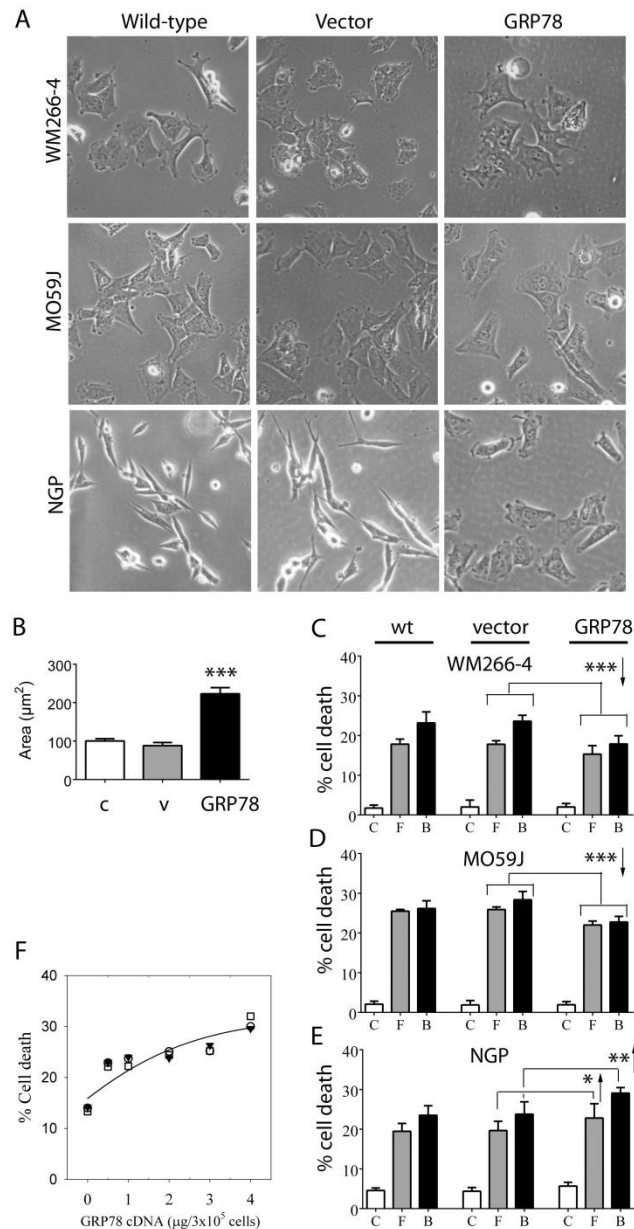 A
Wild-type Vector GRP78
WM266-4
MO59J
NGP
B
Area (µm²)
300
200
100
0
***
c v GRP78
C
wt vector GRP78
WM266-4
***
% cell death
40
30
20
10
0
C F B C F B C F B
D
MO59J
***
% cell death
40
30
20
10
0
C F B C F B C F B
E
NGP
* **
% cell death
40
30
20
10
0
C F B C F B C F B
F
% Cell death
40
30
20
10
0
0 1 2 3 4
GRP78 cDNA (µg/3x10⁵ cells)